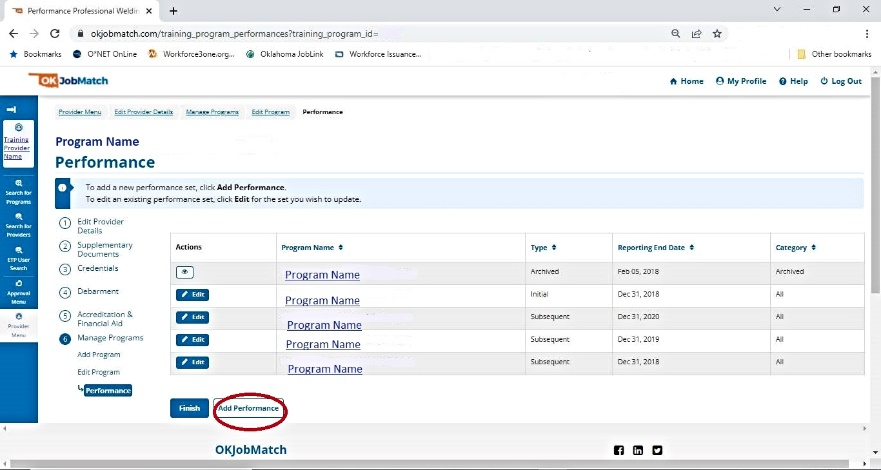 Performance Professional Weldin
okjobmatch.com/training_program_performances?training_program_id=
Bookmarks O*NET OnLine Workforce3one.org... Oklahoma JobLink Workforce Issuance... Other bookmarks
OK JobMatch
Home My Profile Help Log Out
Provider Menu Edit Provider Details Manage Programs Edit Program Performance
Training
Provider
Name
Search for
Programs
Search for
Providers
ETP User
Search
Approval
Menu
Provider
Menu
Program Name
Performance
To add a new performance set, click Add Performance.
To edit an existing performance set, click Edit for the set you wish to update.
1 Edit Provider
Details
2 Supplementary
Documents
3 Credentials
4 Debarment
5 Accreditation &
Financial Aid
6 Manage Programs
Add Program
Edit Program
Performance
Actions Program Name Type Reporting End Date Category
Program Name Archived Feb 05, 2018 Archived
Edit Program Name Initial Dec 31, 2018 All
Edit Program Name Subsequent Dec 31, 2020 All
Edit Program Name Subsequent Dec 31, 2019 All
Edit Program Name Subsequent Dec 31, 2018 All
Finish Add Performance
OKJobMatch